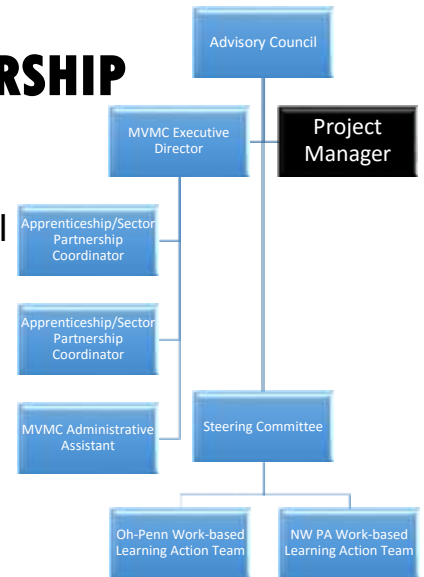 Advisory Council
ERSHIP
MVMC Executive
Director
Project
Manager
Apprenticeship/Sector
Partnership
Coordinator
Apprenticeship/Sector
Partnership
Coordinator
MVMC Administrative
Assistant
Steering Committee
Oh-Penn Work-based
Learning Action Team
NW PA Work-based
Learning Action Team